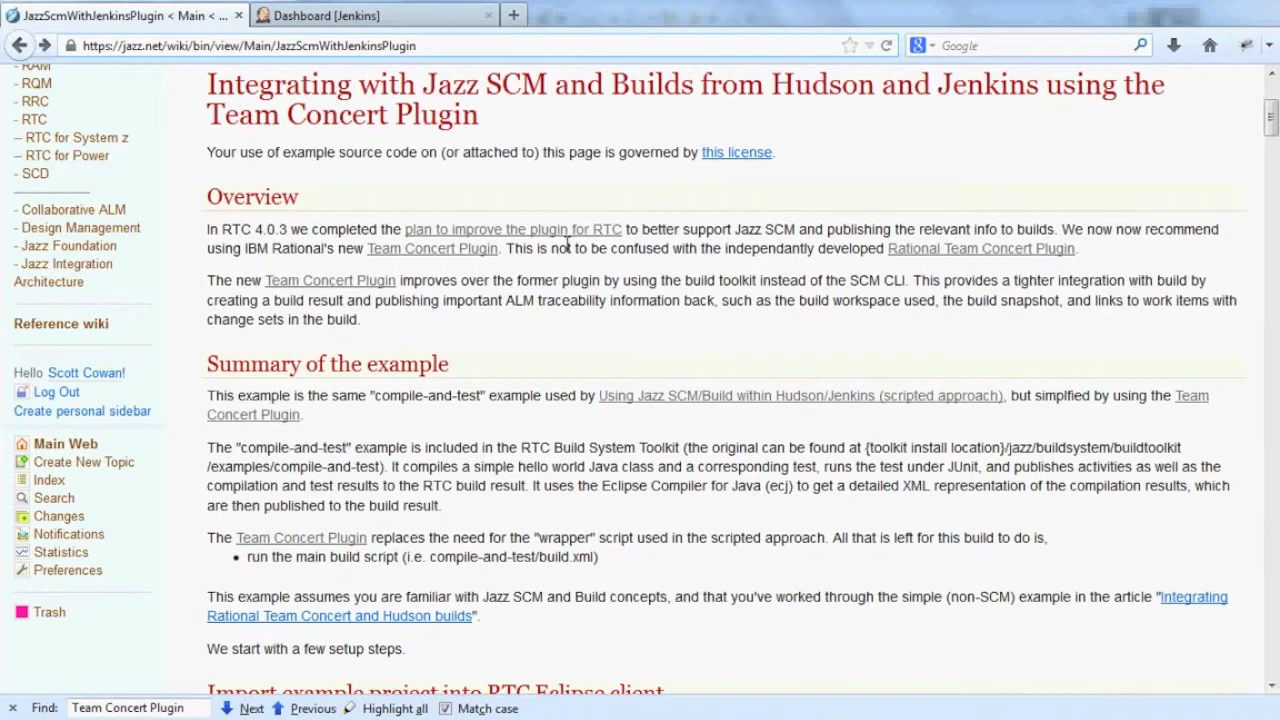 JazzScmWithJenkinsPlugin < Main < ...
Dashboard [Jenkins]
https://jazz.net/wiki/bin/view/Main/JazzScmWithJenkinsPlugin
Google
- RAM
- RQM
- RRC
- RTC
– RTC for System z
– RTC for Power
- SCD
- Collaborative ALM
- Design Management
- Jazz Foundation
- Jazz Integration
Architecture
Reference wiki
Hello Scott Cowan!
Log Out
Create personal sidebar
Main Web
Create New Topic
Index
Search
Changes
Notifications
Statistics
Preferences
Trash
Integrating with Jazz SCM and Builds from Hudson and Jenkins using the
Team Concert Plugin
Your use of example source code on (or attached to) this page is governed by this license.
Overview
In RTC 4.0.3 we completed the plan to improve the plugin for RTC to better support Jazz SCM and publishing the relevant info to builds. We now now recommend
using IBM Rational's new Team Concert Plugin. This is not to be confused with the independantly developed Rational Team Concert Plugin.
The new Team Concert Plugin improves over the former plugin by using the build toolkit instead of the SCM CLI. This provides a tighter integration with build by
creating a build result and publishing important ALM traceability information back, such as the build workspace used, the build snapshot, and links to work items with
change sets in the build.
Summary of the example
This example is the same "compile-and-test" example used by Using Jazz SCM/Build within Hudson/Jenkins (scripted approach), but simplfied by using the Team
Concert Plugin.
The "compile-and-test" example is included in the RTC Build System Toolkit (the original can be found at {toolkit install location}/jazz/buildsystem/buildtoolkit
/examples/compile-and-test). It compiles a simple hello world Java class and a corresponding test, runs the test under JUnit, and publishes activities as well as the
compilation and test results to the RTC build result. It uses the Eclipse Compiler for Java (ecj) to get a detailed XML representation of the compilation results, which
are then published to the build result.
The Team Concert Plugin replaces the need for the "wrapper" script used in the scripted approach. All that is left for this build to do is,
• run the main build script (i.e. compile-and-test/build.xml)
This example assumes you are familiar with Jazz SCM and Build concepts, and that you've worked through the simple (non-SCM) example in the article "Integrating
Rational Team Concert and Hudson builds".
We start with a few setup steps.
Import example project into RTC Eclipse client
Find: Team Concert Plugin Next Previous Highlight all Match case